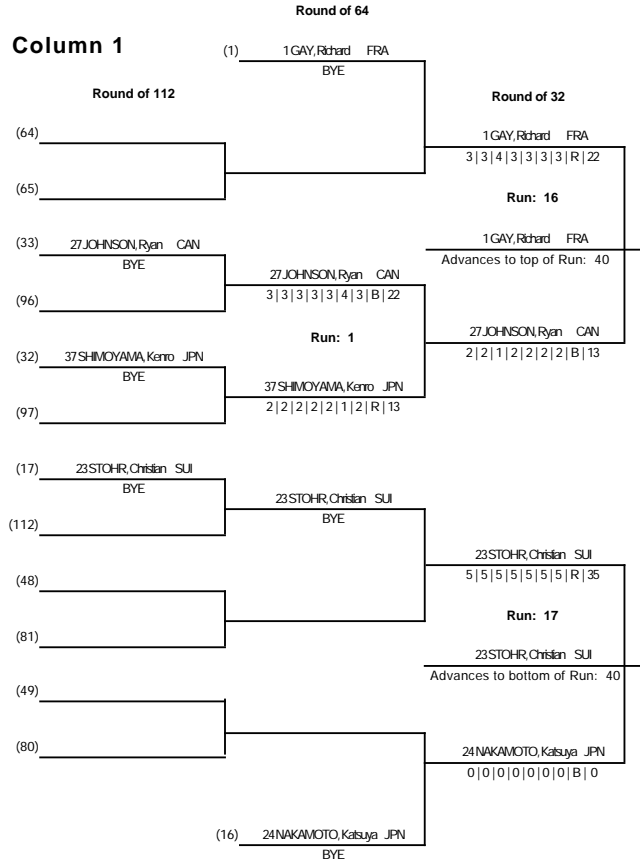 Round of 64
Column 1
(1) 1 GAY, Richard FRA
BYE
Round of 112
Round of 32
(64)
1 GAY, Richard FRA
3 | 3 | 4 | 3 | 3 | 3 | 3 | R | 22
(65)
Run: 16
(33) 27 JOHNSON, Ryan CAN
BYE
1 GAY, Richard FRA
Advances to top of Run: 40
27 JOHNSON, Ryan CAN
3 | 3 | 3 | 3 | 3 | 4 | 3 | B | 22
(96)
Run: 1
27 JOHNSON, Ryan CAN
2 | 2 | 1 | 2 | 2 | 2 | 2 | B | 13
(32) 37 SHIMOYAMA, Kenro JPN
BYE
37 SHIMOYAMA, Kenro JPN
2 | 2 | 2 | 2 | 2 | 1 | 2 | R | 13
(97)
(17) 23 STOHR, Christian SUI
BYE
23 STOHR, Christian SUI
BYE
(112)
23 STOHR, Christian SUI
5 | 5 | 5 | 5 | 5 | 5 | 5 | R | 35
(48)
Run: 17
(81)
23 STOHR, Christian SUI
Advances to bottom of Run: 40
(49)
(80)
24 NAKAMOTO, Katsuya JPN
0 | 0 | 0 | 0 | 0 | 0 | 0 | B | 0
(16) 24 NAKAMOTO, Katsuya JPN
BYE